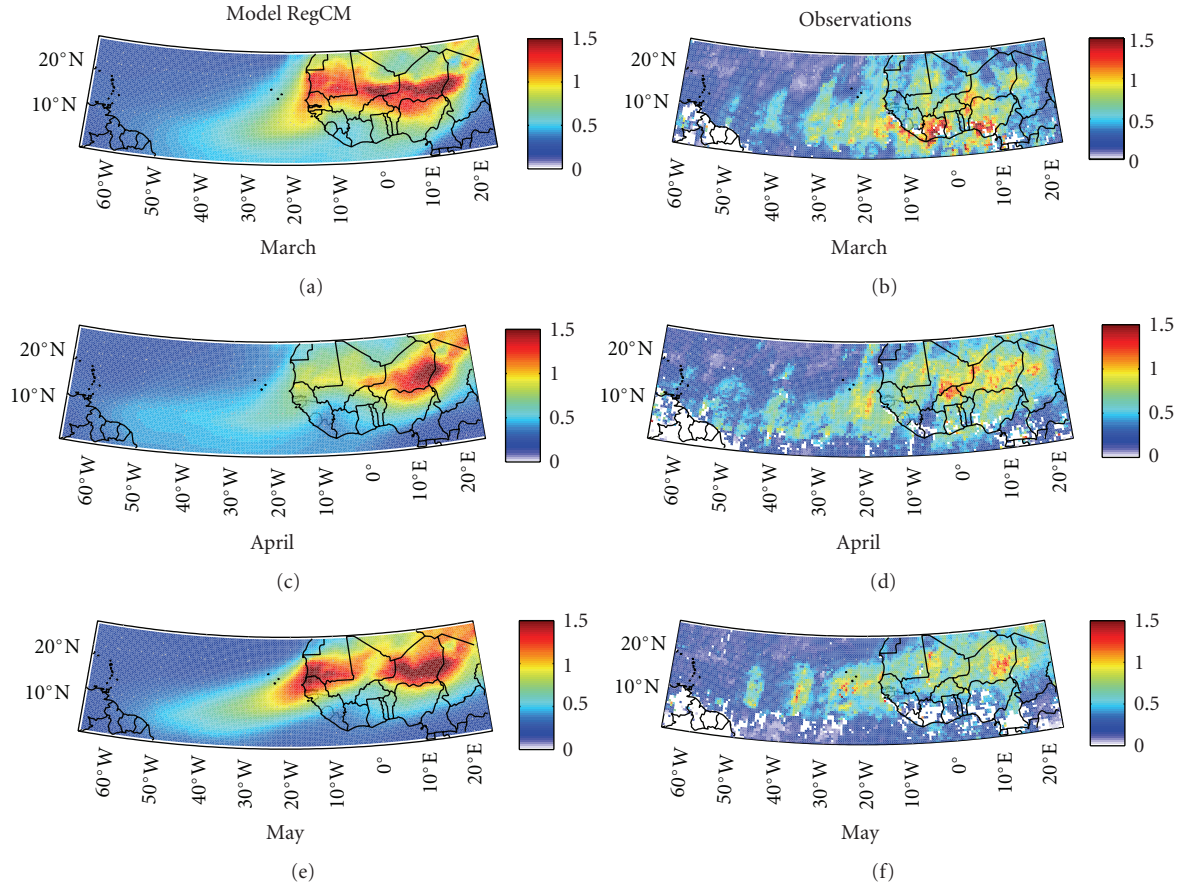 Model RegCM
Observations
20°N
10°N
1.5
1
0.5
0
60°W
50°W
40°W
30°W
20°W
10°W
0°
10°E
20°E
March
(a)
20°N
10°N
1.5
1
0.5
0
60°W
50°W
40°W
30°W
20°W
10°W
0°
10°E
20°E
March
(b)
20°N
10°N
1.5
1
0.5
0
60°W
50°W
40°W
30°W
20°W
10°W
0°
10°E
20°E
April
(c)
20°N
10°N
1.5
1
0.5
0
60°W
50°W
40°W
30°W
20°W
10°W
0°
10°E
20°E
April
(d)
20°N
10°N
1.5
1
0.5
0
60°W
50°W
40°W
30°W
20°W
10°W
0°
10°E
20°E
May
(e)
20°N
10°N
1.5
1
0.5
0
60°W
50°W
40°W
30°W
20°W
10°W
0°
10°E
20°E
May
(f)